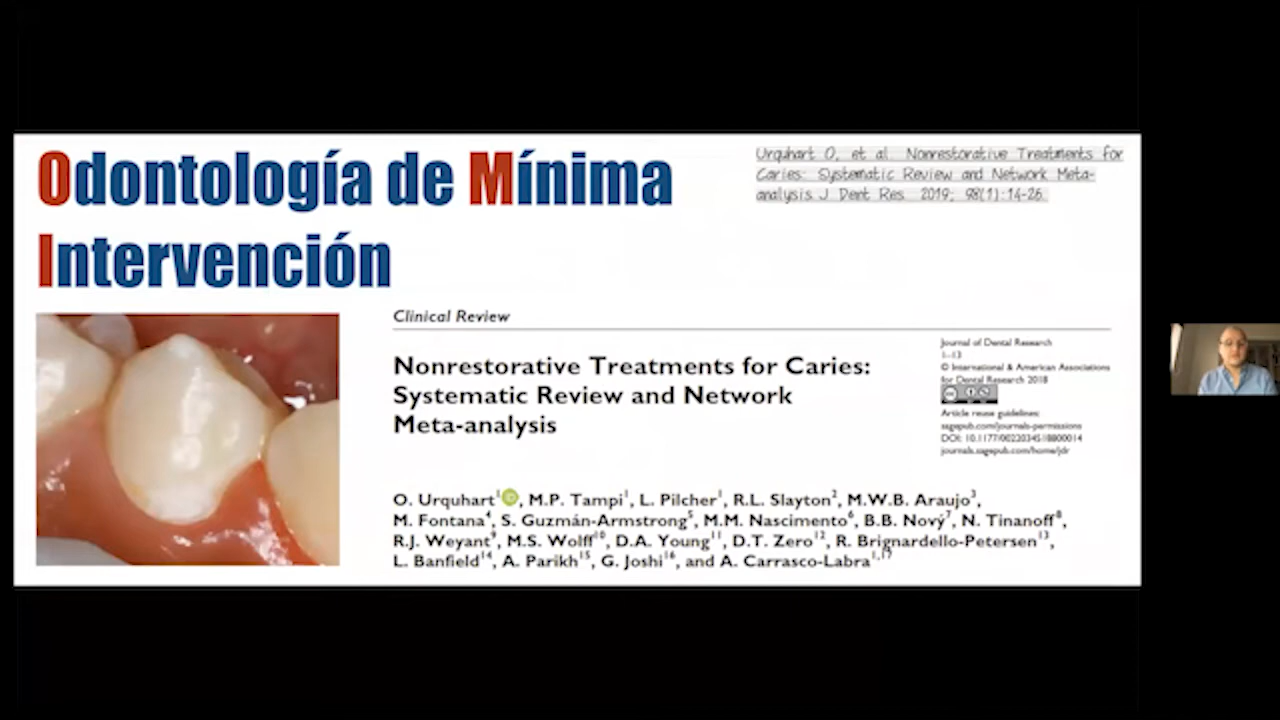 Odontología de Mínima
Intervención
Urquhart O, et al. Nonrestorative Treatments for
Caries: Systematic Review and Network Meta-
analysis. J Dent Res. 2019; 98(1):14-26.
Clinical Review
Nonrestorative Treatments for Caries:
Systematic Review and Network
Meta-analysis
Journal of Dental Research
1–13
© International & American Associations
for Dental Research 2018
Article reuse guidelines:
sagepub.com/journals-permissions
DOI: 10.1177/0022034518800014
journals.sagepub.com/home/jdr
O. Urquhart1, M.P. Tampi1, L. Pilcher1, R.L. Slayton2, M.W.B. Araujo3,
M. Fontana4, S. Guzmán-Armstrong5, M.M. Nascimento6, B.B. Nový7, N. Tinanoff8,
R.J. Weyant9, M.S. Wolff10, D.A. Young11, D.T. Zero12, R. Brignardello-Petersen13,
L. Banfield14, A. Parikh15, G. Joshi16, and A. Carrasco-Labra1,17